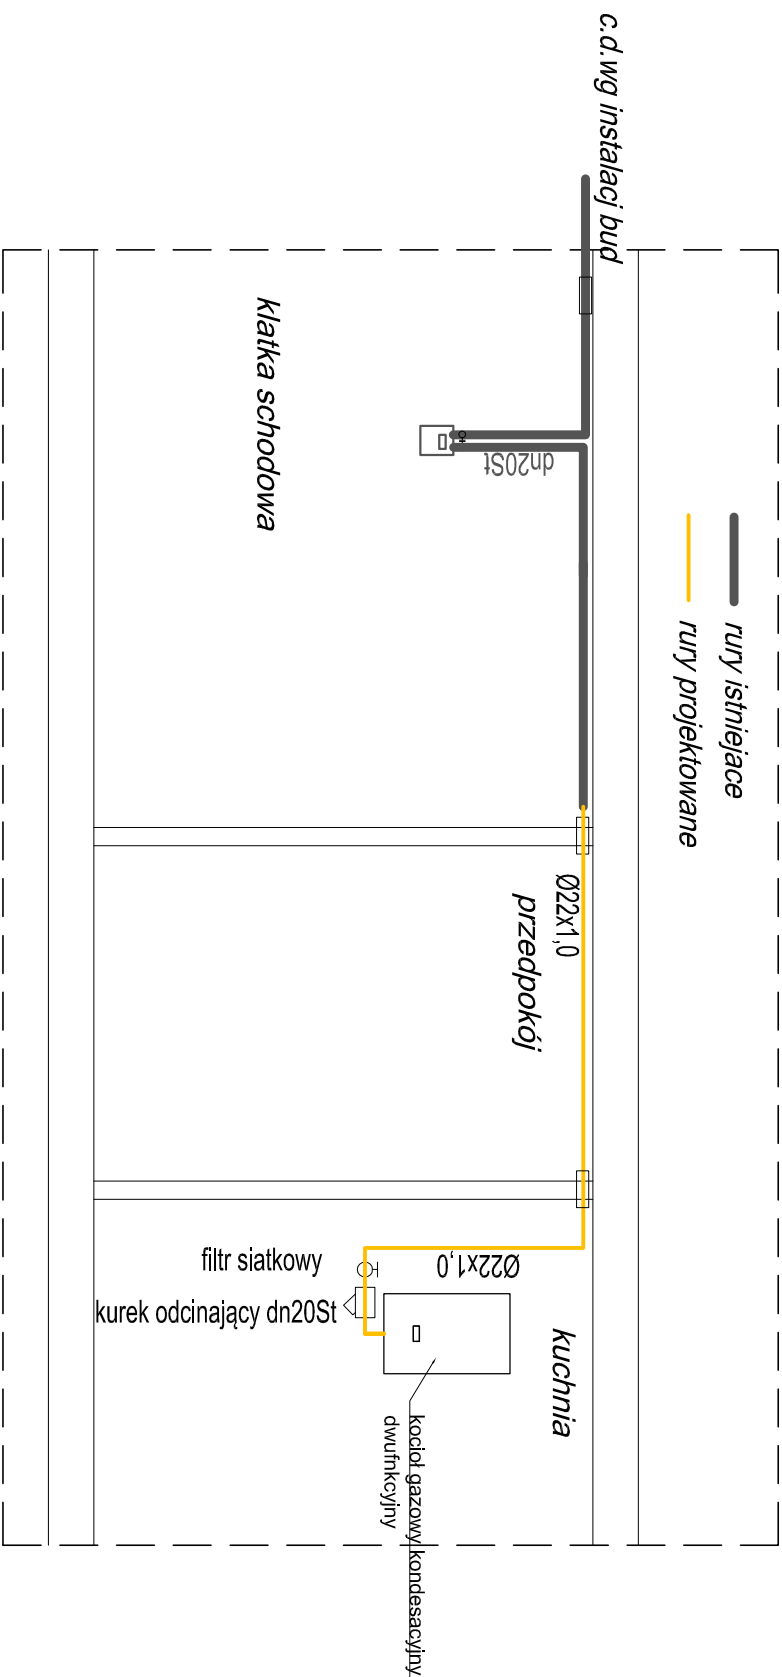 c.d.wg instalacj bud
klatka schodowa
dn20St
rury istniejace
rury projektowane
Ø22x1,0
przedpokój
Ø22x1,0
filtr siatkowy
kurek odcinający dn20St
kuchnia
kocioł gazowy kondesacyjny
dwufnkcyjny